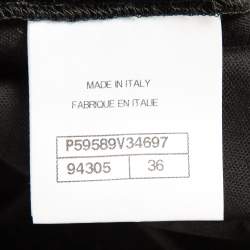 MADE IN ITALY
FABRIQUE EN ITALIE
P59589V34697
94305 36